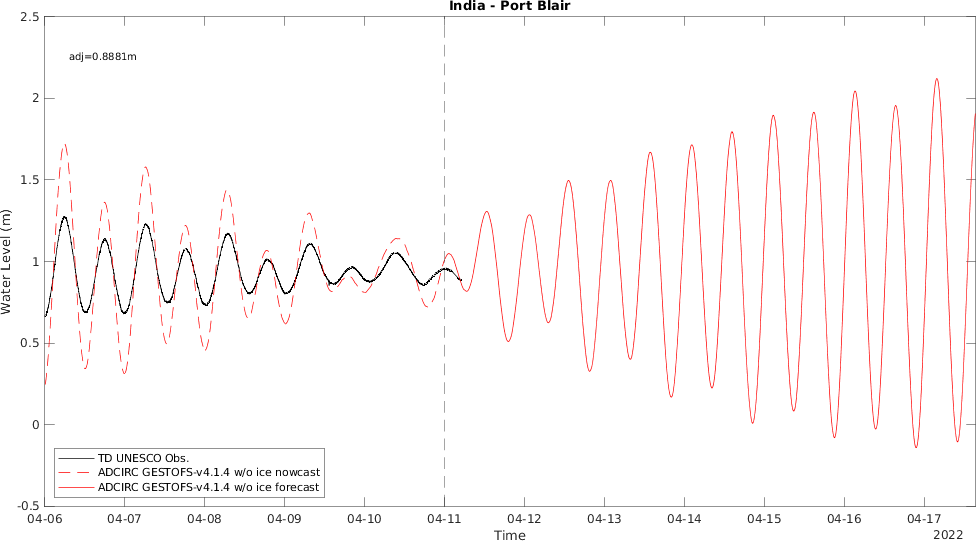 India - Port Blair
2.5
2
1.5
1
0.5
0
-0.5
Water Level (m)
adj=0.8881m
TD UNESCO Obs.
ADCIRC GESTOFS-v4.1.4 w/o ice nowcast
ADCIRC GESTOFS-v4.1.4 w/o ice forecast
04-06 04-07 04-08 04-09 04-10 04-11 04-12 04-13 04-14 04-15 04-16 04-17
Time
2022